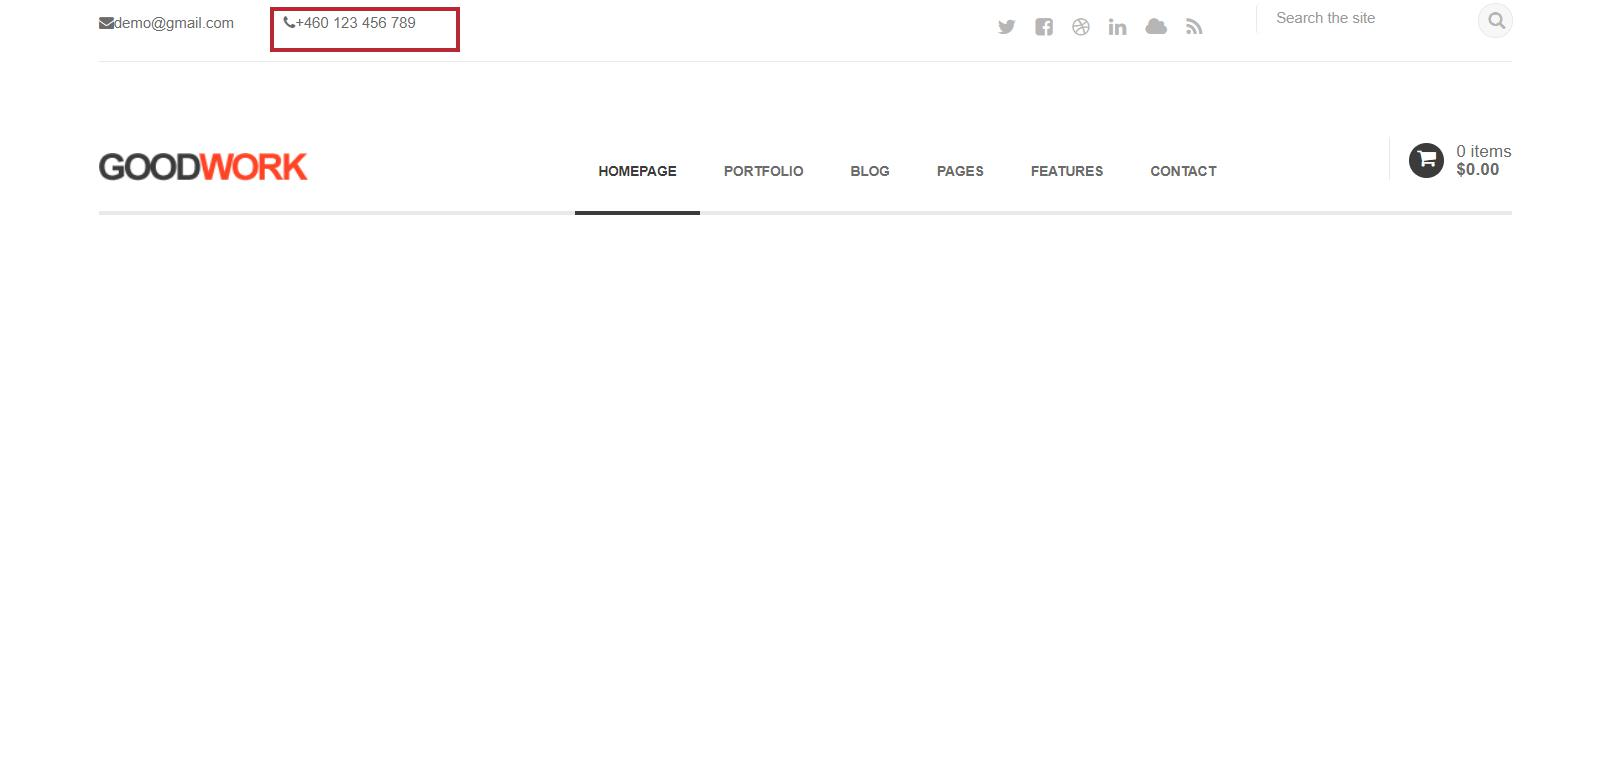 demo@gmail.com
+460 123 456 789
Search the site
GOODWORK
HOMEPAGE PORTFOLIO BLOG PAGES FEATURES CONTACT
0 items
$0.00